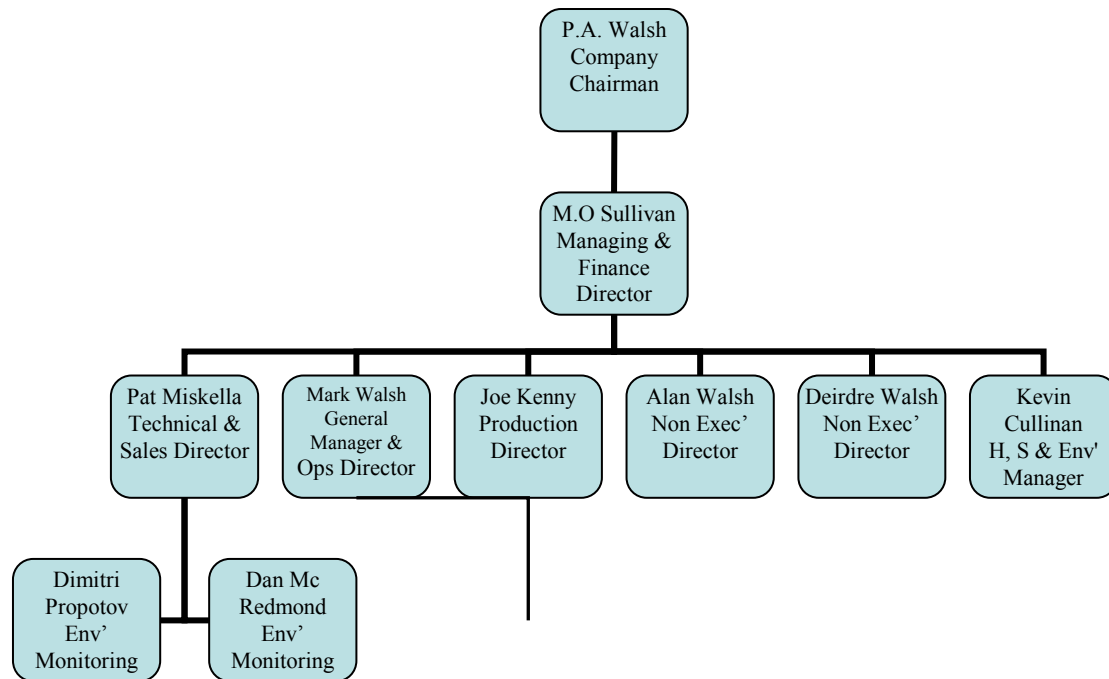 P.A. Walsh
Company
Chairman
M.O Sullivan
Managing &
Finance
Director
Pat Miskella
Technical &
Sales Director
Mark Walsh
General
Manager &
Ops Director
Joe Kenny
Production
Director
Alan Walsh
Non Exec’
Director
Deirdre Walsh
Non Exec’
Director
Kevin
Cullinan
H, S & Env'
Manager
Dimitri
Propotov
Env’
Monitoring
Dan Mc
Redmond
Env’
Monitoring